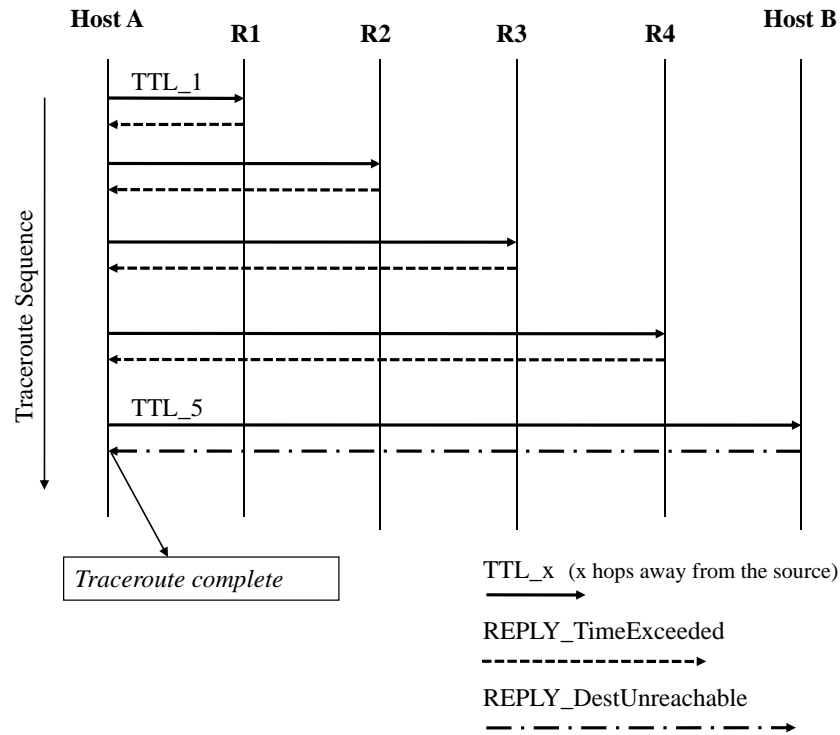 Host A R1 R2 R3 R4 Host B
TTL_1
Traceroute Sequence
TTL_5
Traceroute complete
TTL_x (x hops away from the source)
REPLY_TimeExceeded
REPLY_DestUnreachable